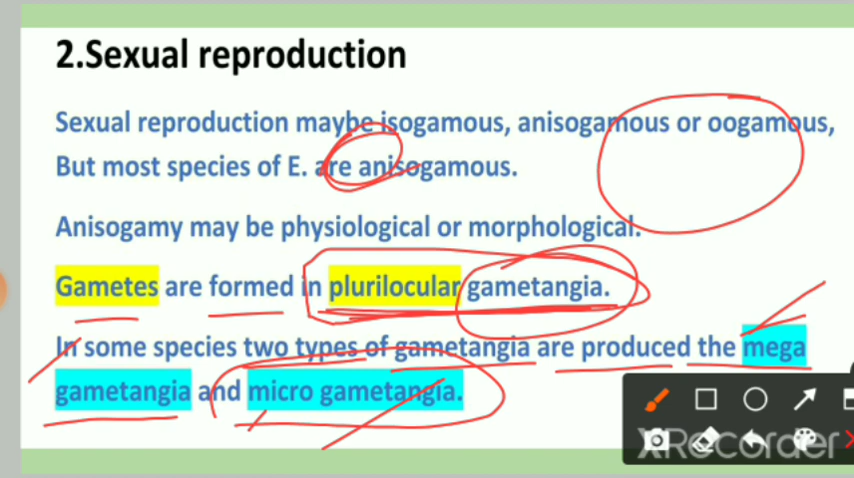 2.Sexual reproduction
Sexual reproduction maybe isogamous, anisogamous or oogamous,
But most species of E. are anisogamous.
Anisogamy may be physiological or morphological.
Gametes are formed in plurilocular gametangia.
In some species two types of gametangia are produced the mega
gametangia and micro gametangia.
XRecorder